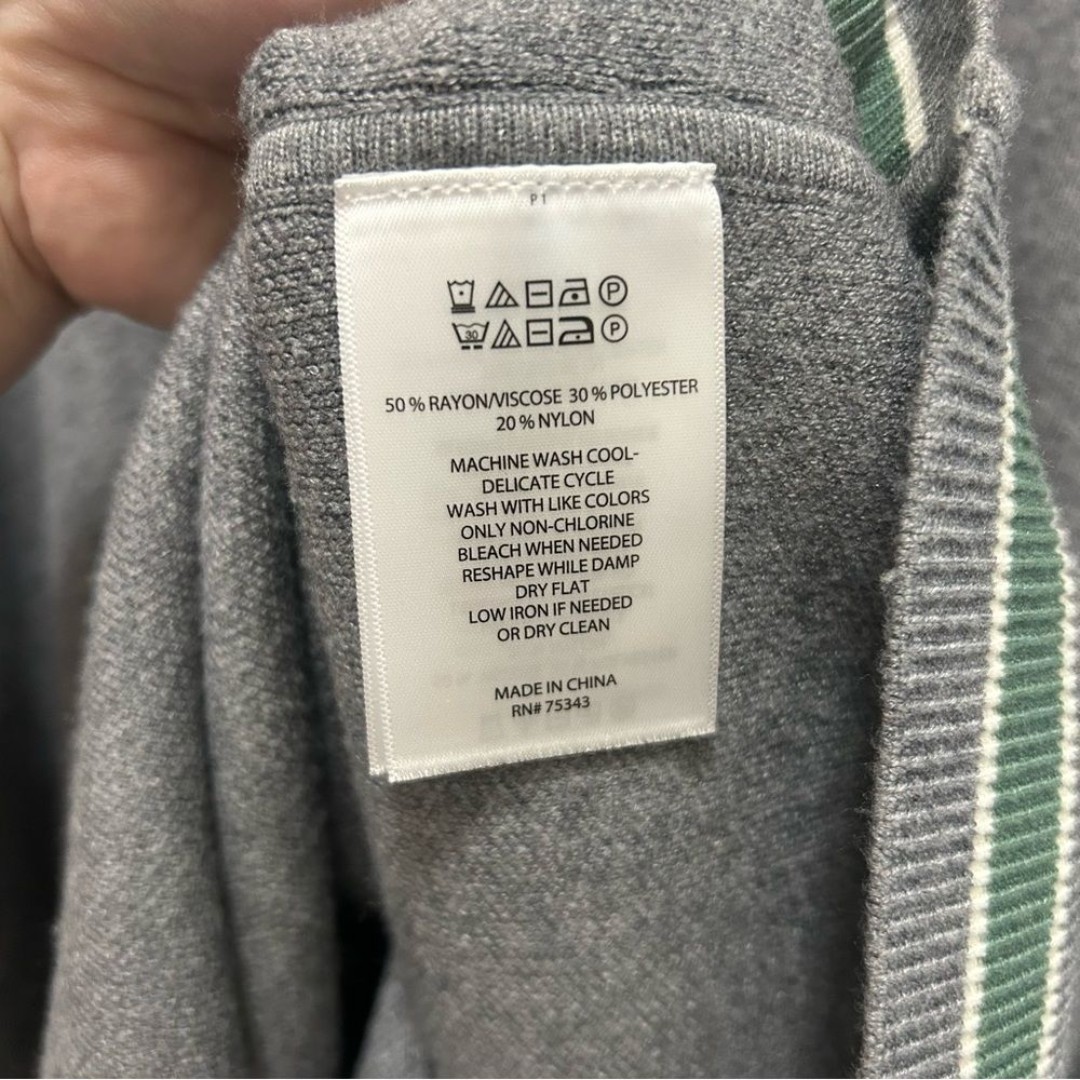 P1
P
30 P
50 % RAYON/VISCOSE 30 % POLYESTER
20 % NYLON
MACHINE WASH COOL-
DELICATE CYCLE
WASH WITH LIKE COLORS
ONLY NON-CHLORINE
BLEACH WHEN NEEDED
RESHAPE WHILE DAMP
DRY FLAT
LOW IRON IF NEEDED
OR DRY CLEAN
MADE IN CHINA
RN# 75343